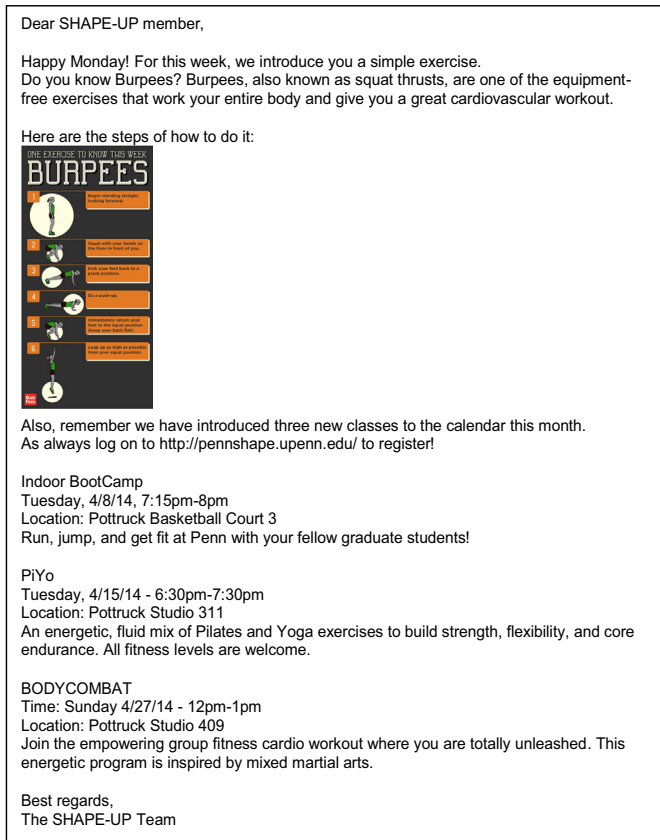 Dear SHAPE-UP member,
Happy Monday! For this week, we introduce you a simple exercise.
Do you know Burpees? Burpees, also known as squat thrusts, are one of the equipment-
free exercises that work your entire body and give you a great cardiovascular workout.
Here are the steps of how to do it:
ONE EXERCISE TO KNOW THIS WEEK
BURPEES
1
Begin standing straight,
looking forward.
2
Squat with your hands on
the floor in front of you.
3
Kick your feet back to a
plank position.
4
Do a push-up.
5
Immediately return your
feet to the squat position
(keep your back flat).
6
Leap up as high as possible
from your squat position.
Also, remember we have introduced three new classes to the calendar this month.
As always log on to http://pennshape.upenn.edu/ to register!
Indoor BootCamp
Tuesday, 4/8/14, 7:15pm-8pm
Location: Pottruck Basketball Court 3
Run, jump, and get fit at Penn with your fellow graduate students!
PiYo
Tuesday, 4/15/14 - 6:30pm-7:30pm
Location: Pottruck Studio 311
An energetic, fluid mix of Pilates and Yoga exercises to build strength, flexibility, and core
endurance. All fitness levels are welcome.
BODYCOMBAT
Time: Sunday 4/27/14 - 12pm-1pm
Location: Pottruck Studio 409
Join the empowering group fitness cardio workout where you are totally unleashed. This
energetic program is inspired by mixed martial arts.
Best regards,
The SHAPE-UP Team